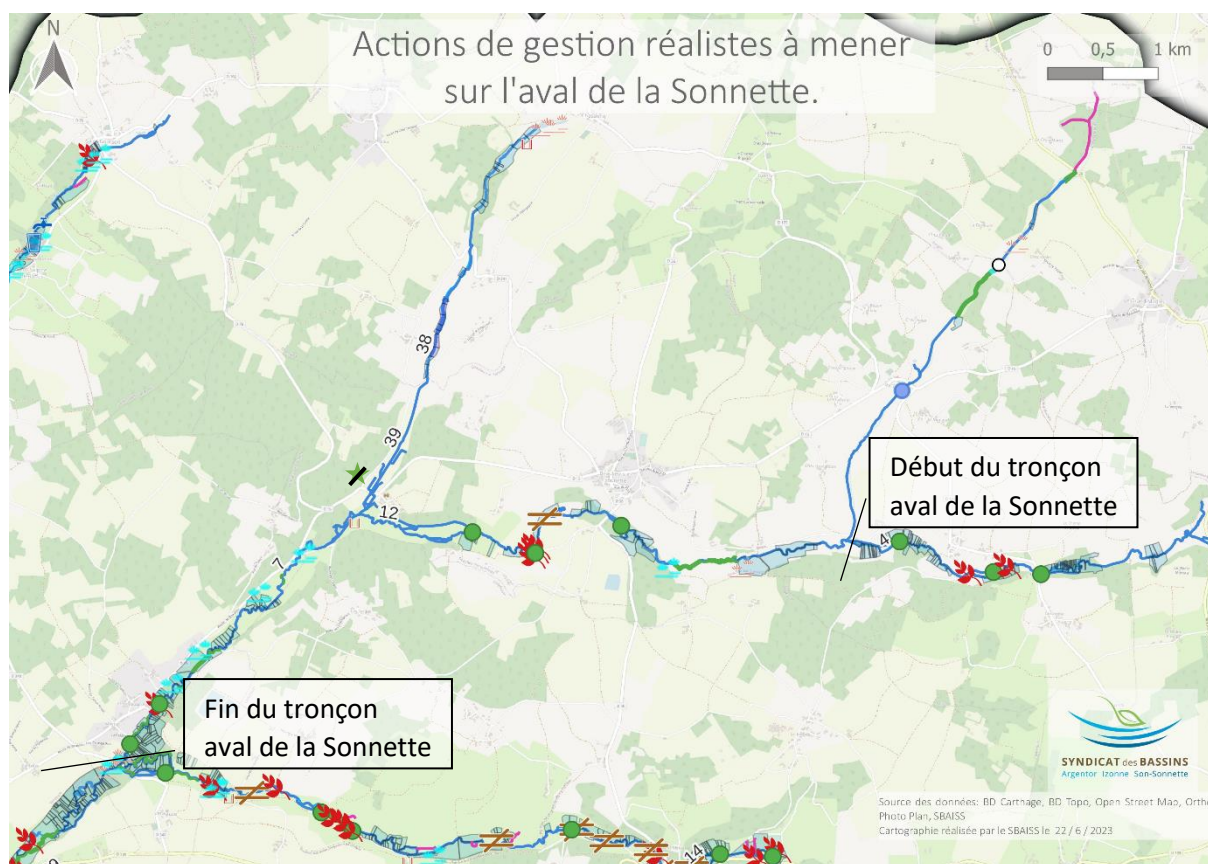 Actions de gestion réalistes à mener
sur l'aval de la Sonnette.
N
0 0,5 1 km
38
39
12
7
4
14
Début du tronçon
aval de la Sonnette
Fin du tronçon
aval de la Sonnette
SYNDICAT des BASSINS
Argentor Izonne Son-Sonnette
Source des données: BD Carthage, BD Topo, Open Street Map, Ortho
Photo Plan, SBAISS
Cartographie réalisée par le SBAISS le 22 / 6 / 2023